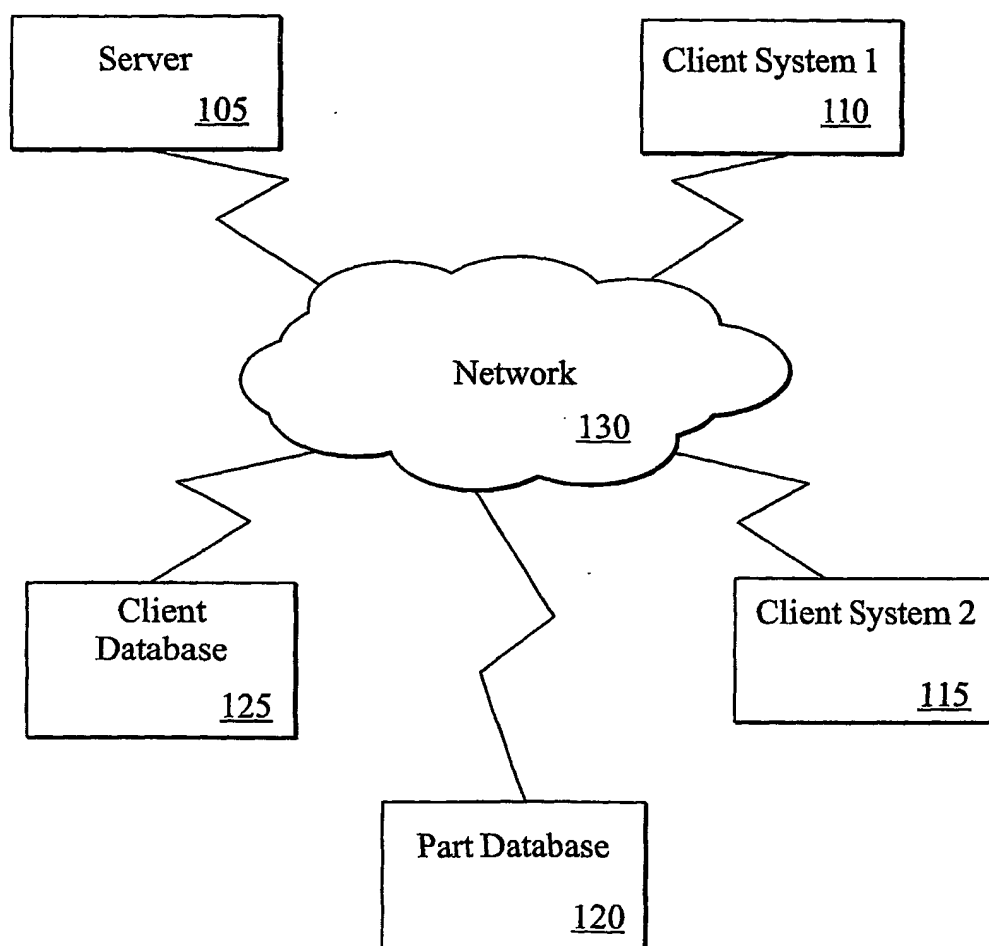 Server
105
Client System 1
110
Network
130
Client
Database
125
Client System 2
115
Part Database
120